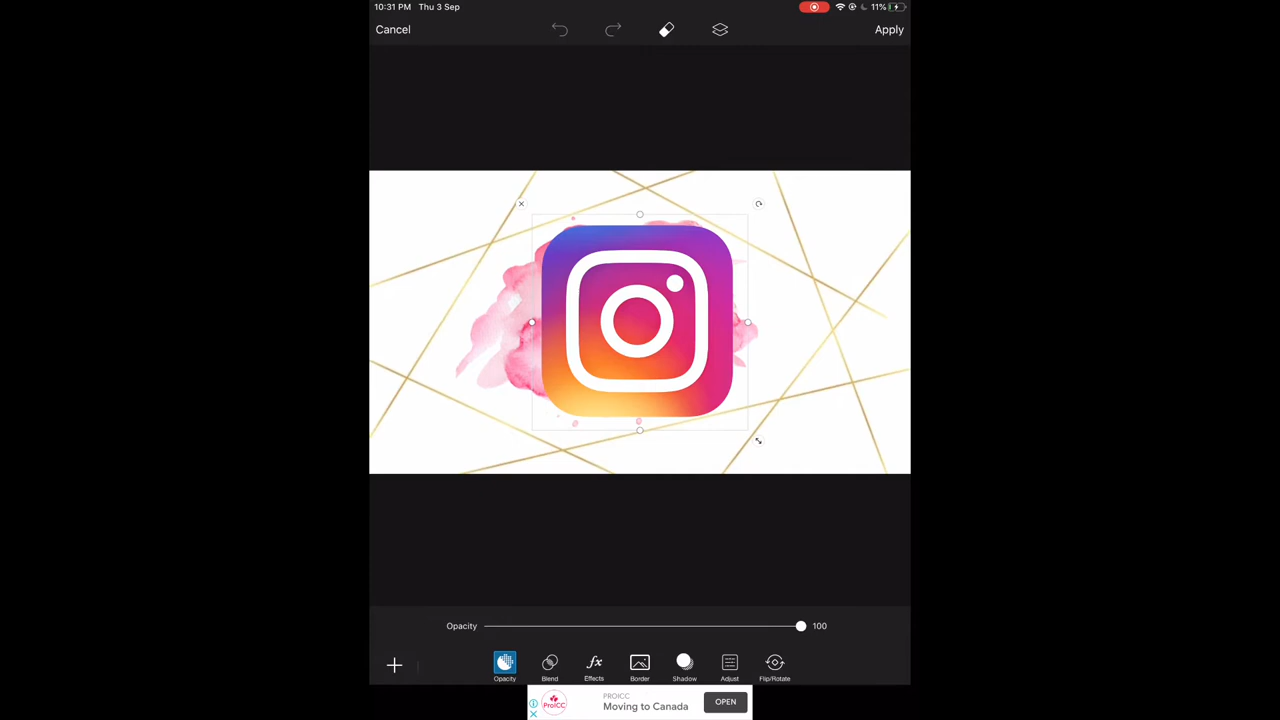 10:31 PM Thu 3 Sep 11%
Cancel Apply
Opacity 100
Opacity Blend Effects Border Shadow Adjust Flip/Rotate
fx
ProICC
PROICC
Moving to Canada
OPEN